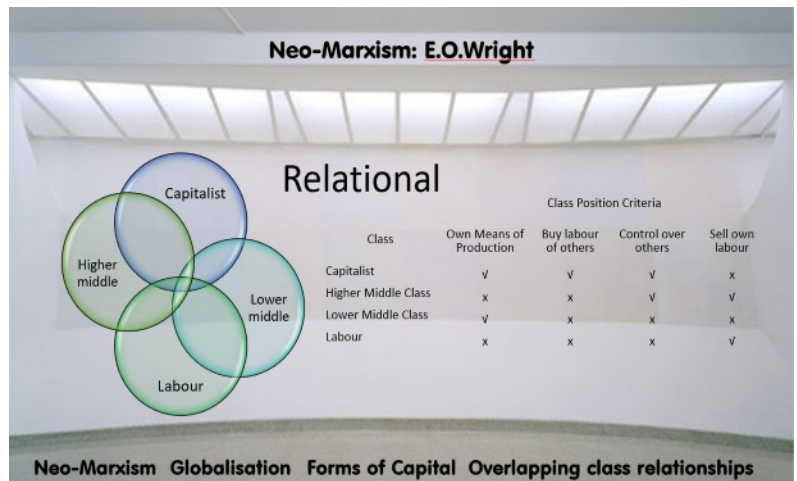 Neo-Marxism: E.O.Wright
Relational
Capitalist
Higher
middle
Lower
middle
Labour
Class Position Criteria
Class Own Means of Production Buy labour of others Control over others Sell own labour
Capitalist √ √ √ x
Higher Middle Class x x √ √
Lower Middle Class √ x x x
Labour x x x √
Neo-Marxism Globalisation Forms of Capital Overlapping class relationships